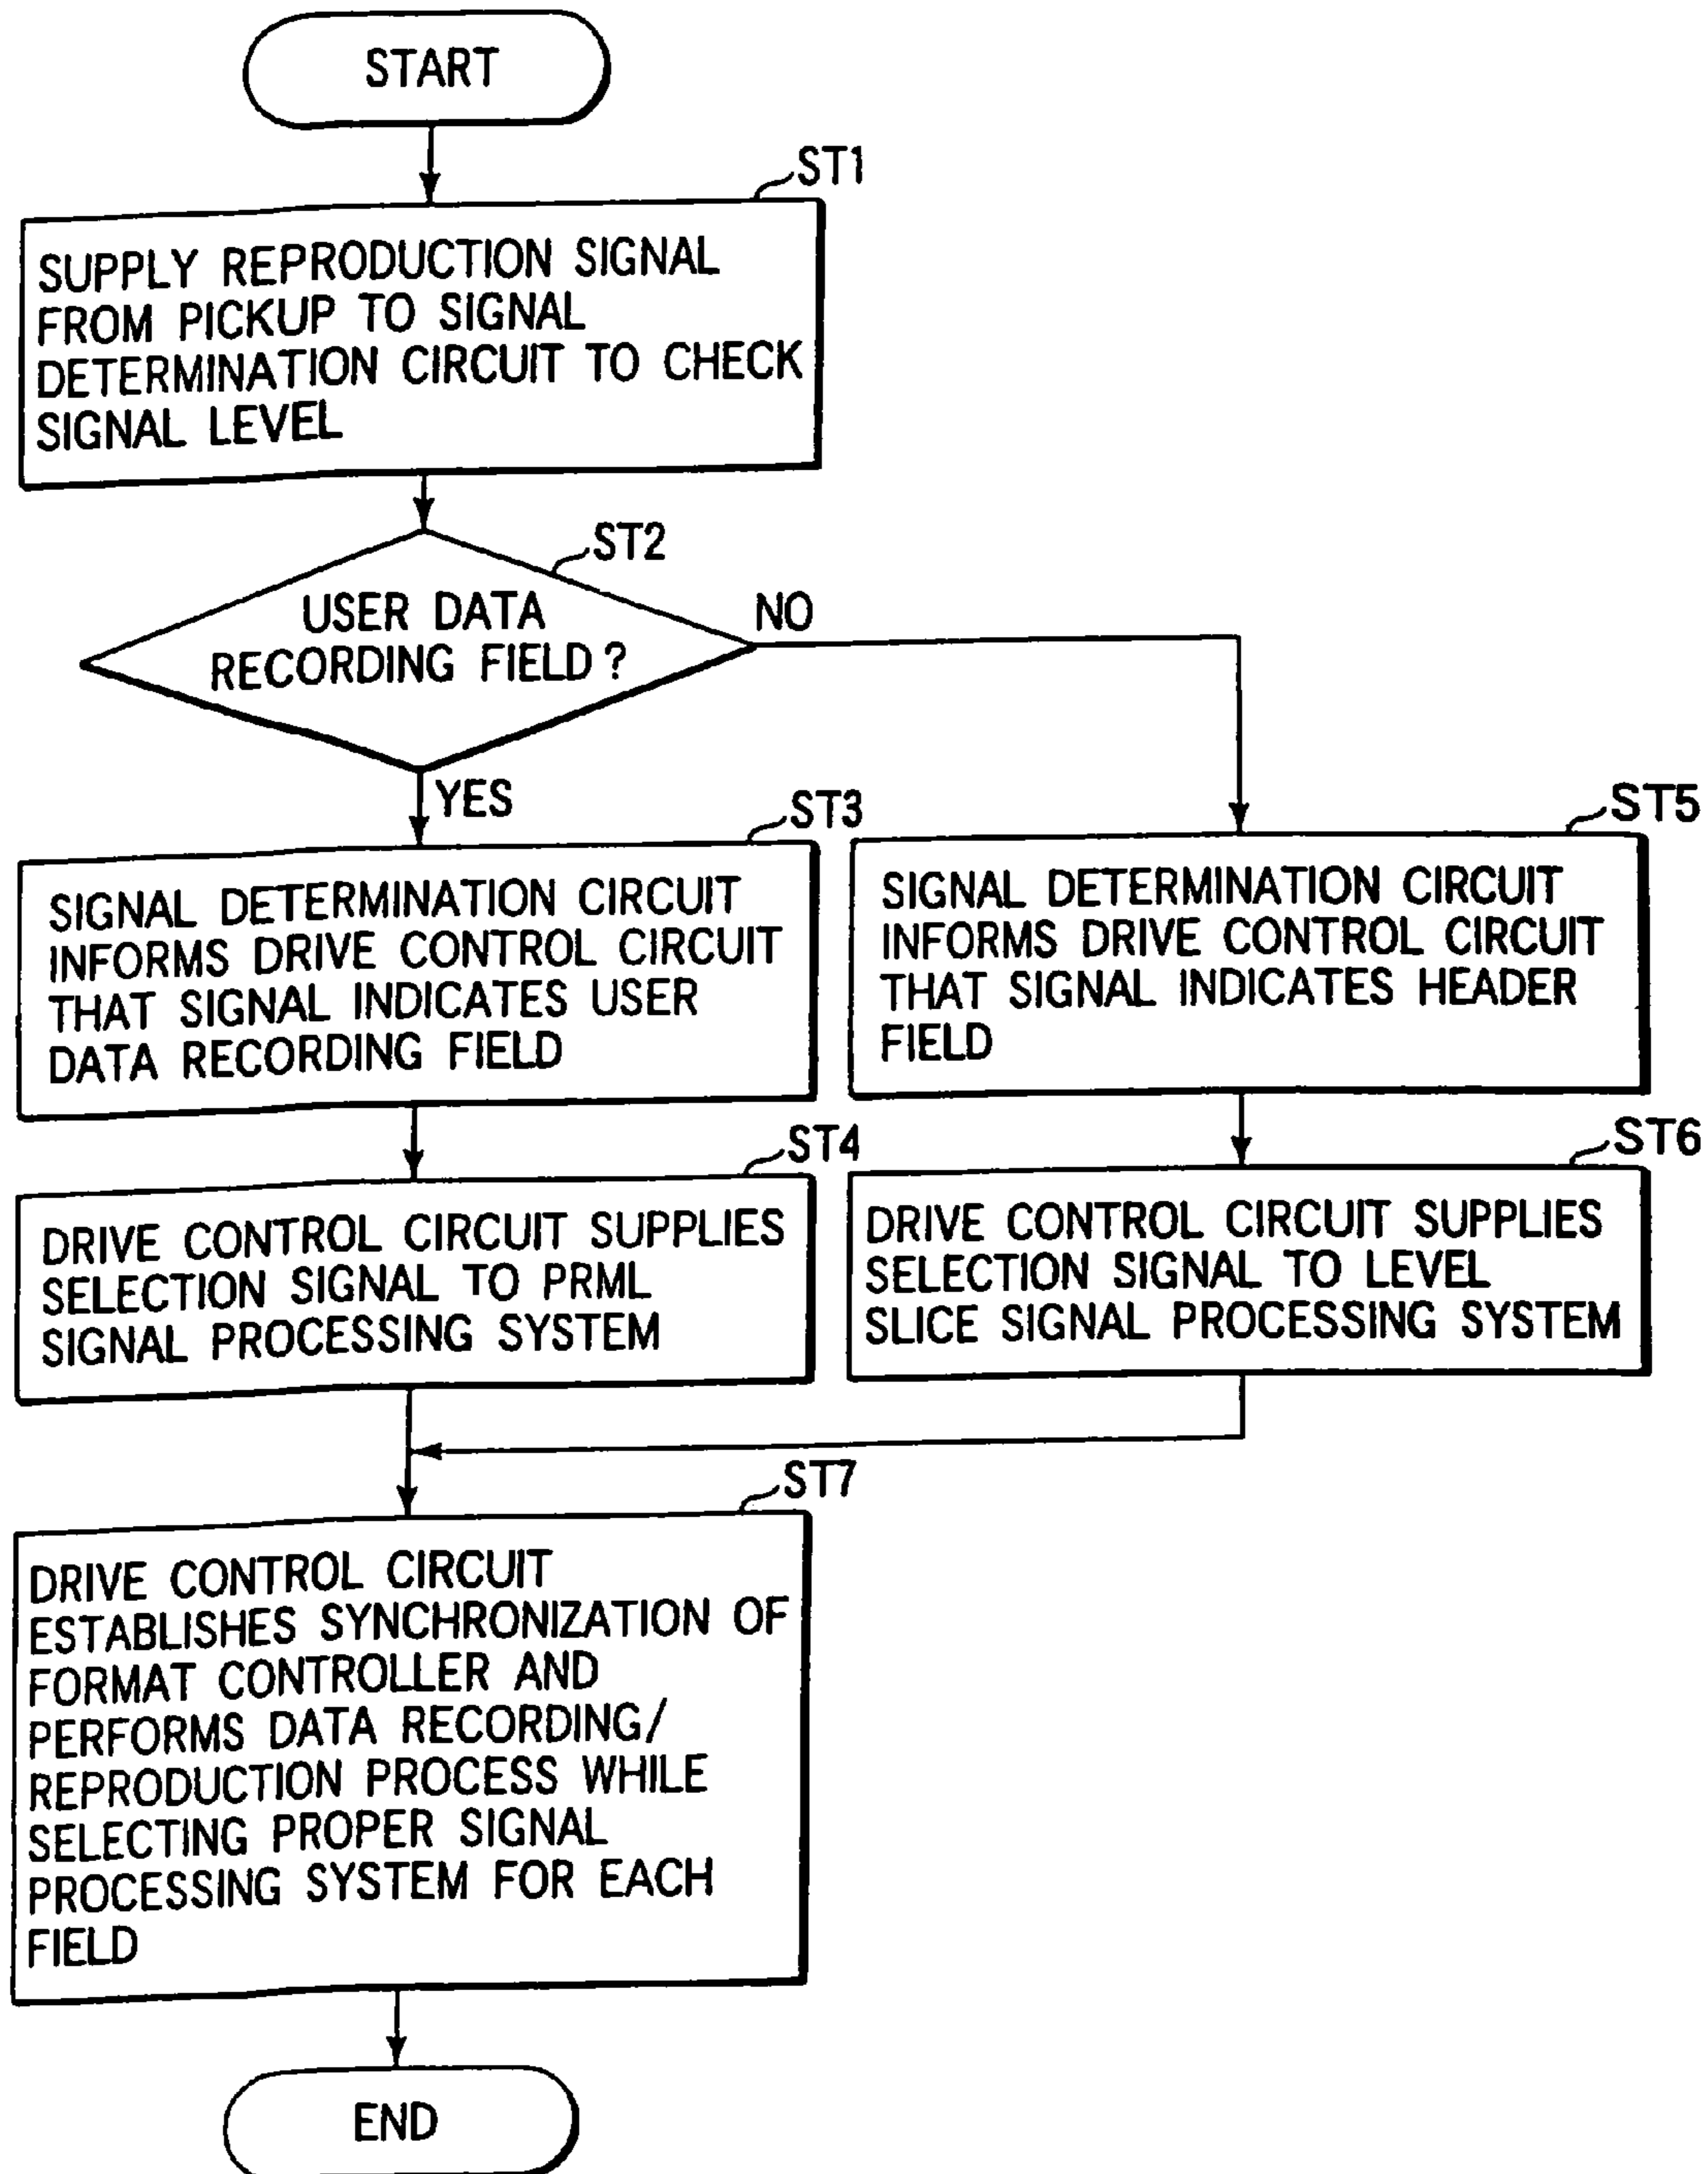 START
ST1
SUPPLY REPRODUCTION SIGNAL
FROM PICKUP TO SIGNAL
DETERMINATION CIRCUIT TO CHECK
SIGNAL LEVEL
ST2
USER DATA
RECORDING FIELD?
NO
YES
ST3
SIGNAL DETERMINATION CIRCUIT
INFORMS DRIVE CONTROL CIRCUIT
THAT SIGNAL INDICATES USER
DATA RECORDING FIELD
ST5
SIGNAL DETERMINATION CIRCUIT
INFORMS DRIVE CONTROL CIRCUIT
THAT SIGNAL INDICATES HEADER
FIELD
ST4
DRIVE CONTROL CIRCUIT SUPPLIES
SELECTION SIGNAL TO PRML
SIGNAL PROCESSING SYSTEM
ST6
DRIVE CONTROL CIRCUIT SUPPLIES
SELECTION SIGNAL TO LEVEL
SLICE SIGNAL PROCESSING SYSTEM
ST7
DRIVE CONTROL CIRCUIT
ESTABLISHES SYNCHRONIZATION OF
FORMAT CONTROLLER AND
PERFORMS DATA RECORDING/
REPRODUCTION PROCESS WHILE
SELECTING PROPER SIGNAL
PROCESSING SYSTEM FOR EACH
FIELD
END